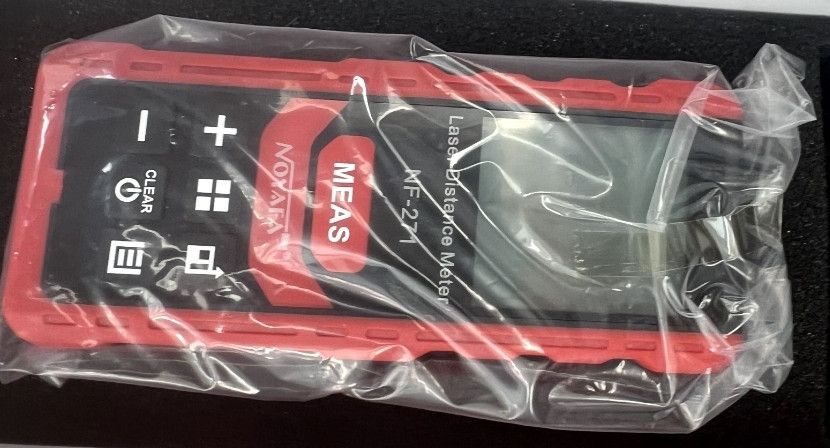 Laser Distance Meter
NF-271
MEAS
NOYAFA
CLEAR